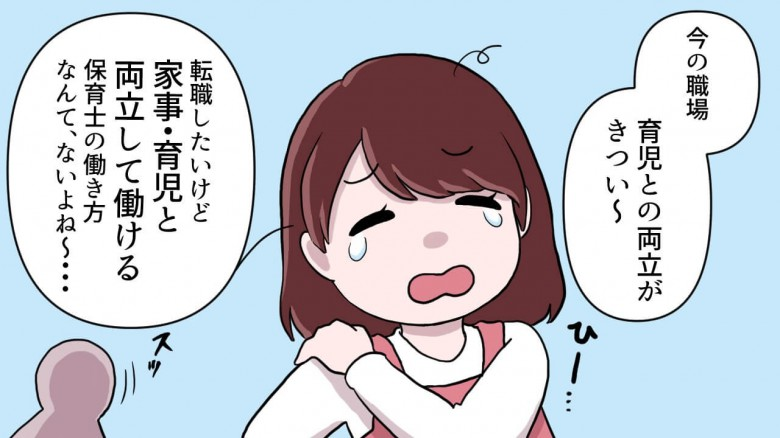 今の職場
育児との両立が
きつい〜
転職したいけど
家事・育児と
両立して働ける
保育士の働き方
なんて、ないよね〜…
ひー…
スッ